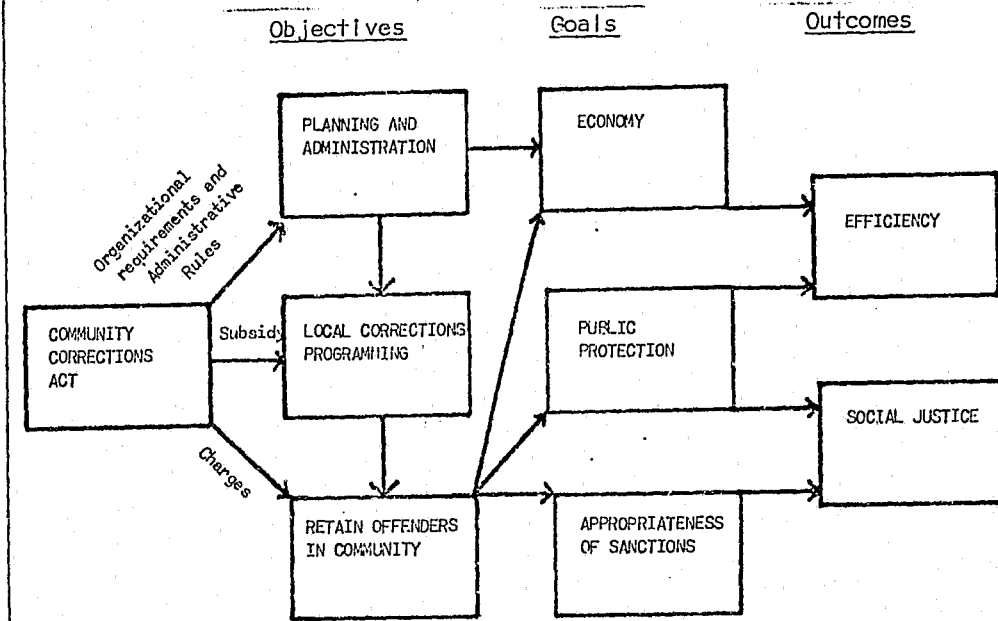 Objectives
Goals
Outcomes
PLANNING AND
ADMINISTRATION
ECONOMY
Organizational
requirements and
Administrative
Rules
EFFICIENCY
COMMUNITY
CORRECTIONS
ACT
Subsidy
LOCAL CORRECTIONS
PROGRAMMING
PUBLIC
PROTECTION
SOCIAL JUSTICE
Charges
RETAIN OFFENDERS
IN COMMUNITY
APPROPRIATENESS
OF SANCTIONS